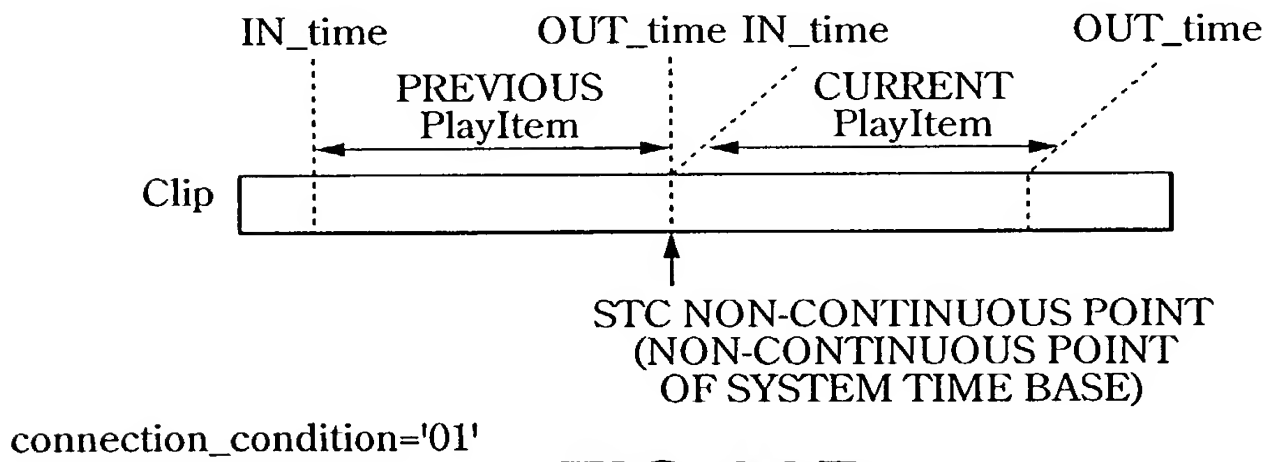 IN_time OUT_time IN_time OUT_time
PREVIOUS PlayItem
CURRENT PlayItem
Clip
STC NON-CONTINUOUS POINT
(NON-CONTINUOUS POINT
OF SYSTEM TIME BASE)
connection_condition='01'